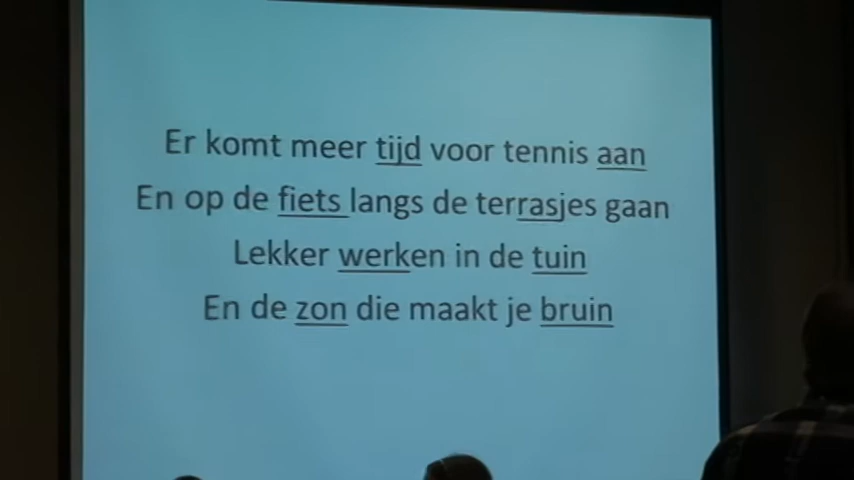 Er komt meer tijd voor tennis aan
En op de fiets langs de terrasjes gaan
Lekker werken in de tuin
En de zon die maakt je bruin